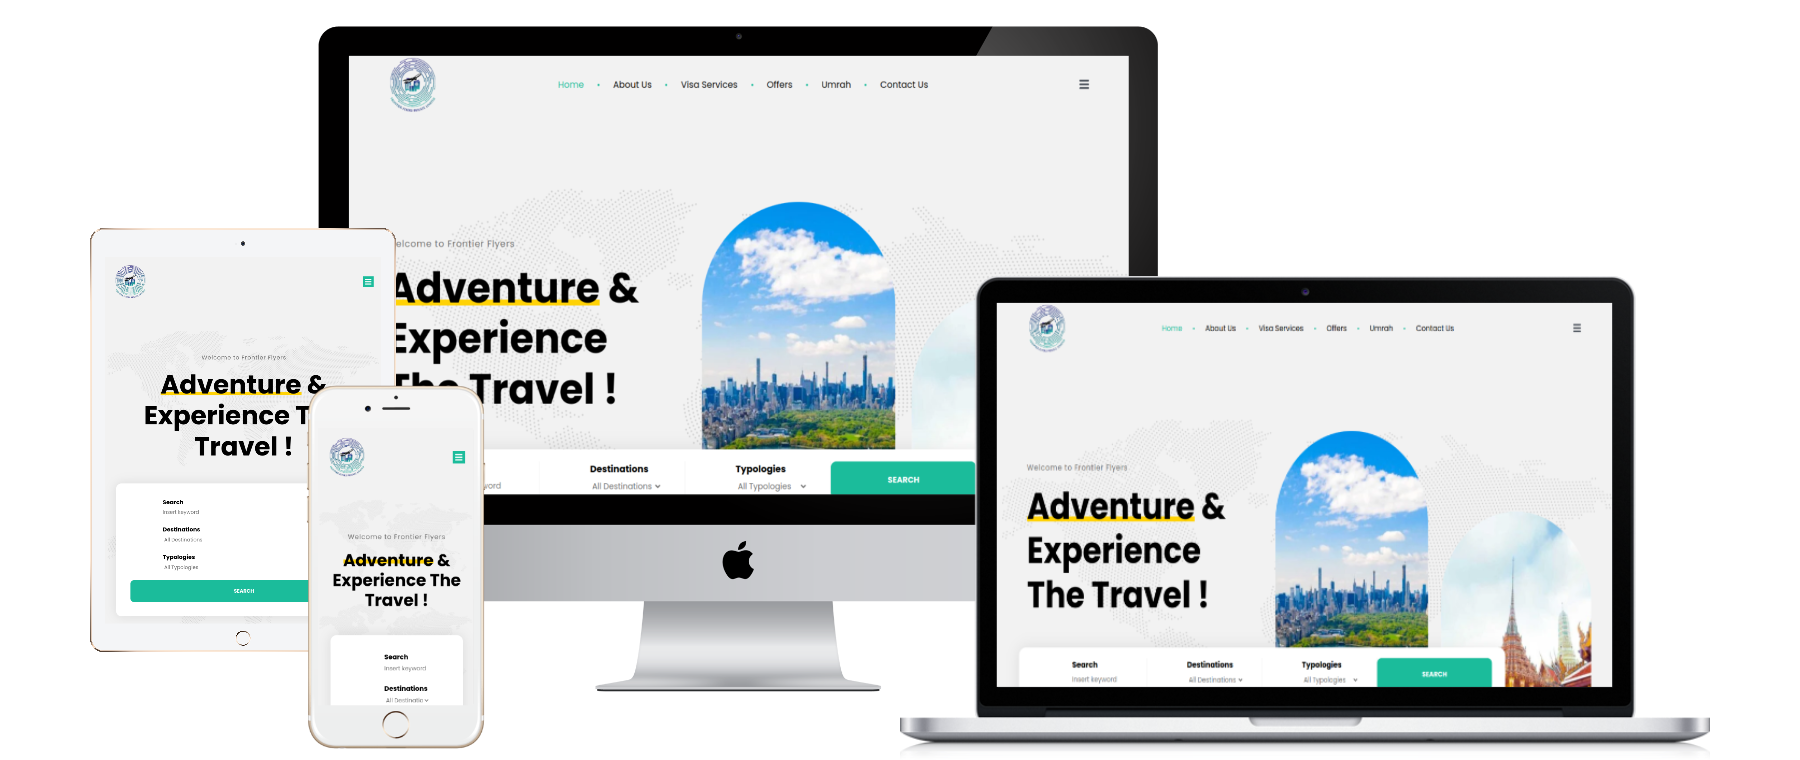 Home • About Us • Visa Services • Offers • Umrah • Contact Us
elcome to Frontier Flyers
Adventure &
Experience
The Travel !
yword
Destinations
All Destinations
Typologies
All Typologies
SEARCH
Welcome to Frontier Flyers
Adventure &
Experience T
Travel !
Search
Insert keyword
Destinations
All Destinations
Typologies
All Typologies
SEARCH
Welcome to Frontier Flyers
Adventure &
Experience The
Travel !
Search
Insert keyword
Destinations
All Destinatic
Home • About Us • Visa Services • Offers • Umrah • Contact Us
Welcome to Frontier Flyers
Adventure &
Experience
The Travel !
Search
Insert keyword
Destinations
All Destinations
Typologies
All Typologies
SEARCH